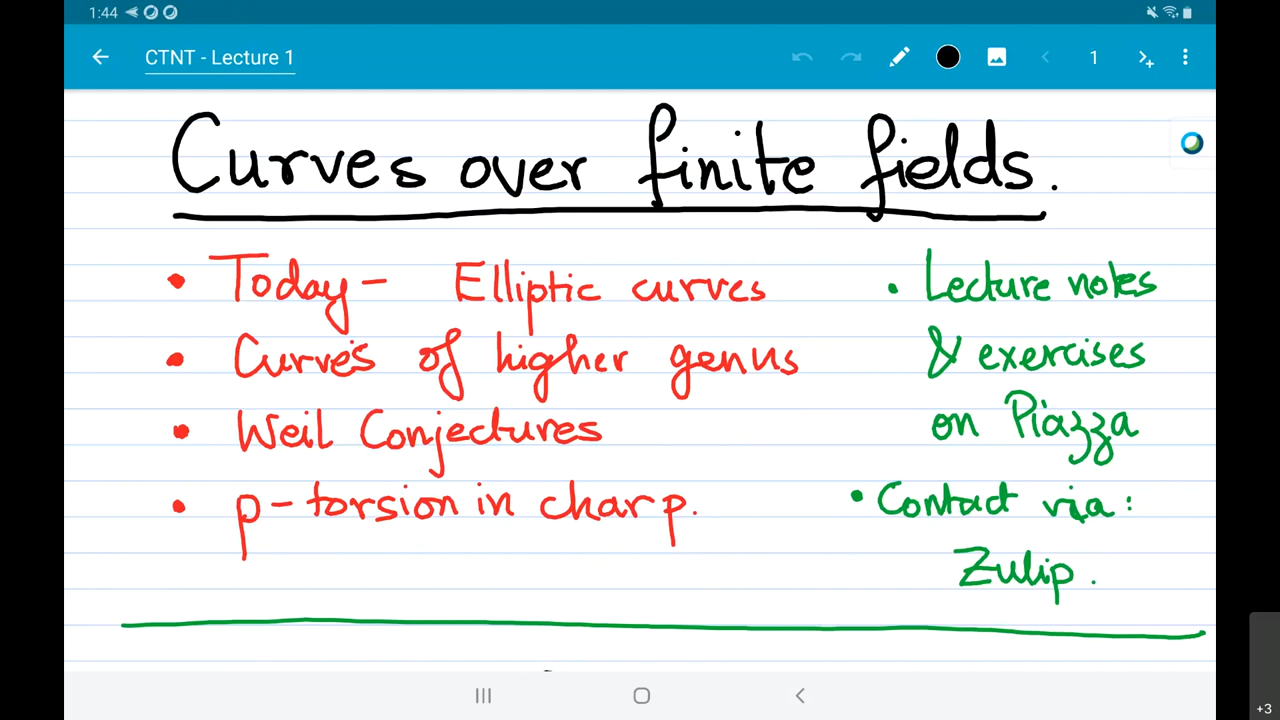 1:44
CTNT - Lecture 1
1
Curves over finite fields.
• Today - Elliptic curves
• Curves of higher genus
• Weil Conjectures
• p-torsion in char p.
• Lecture notes
& exercises
on Piazza
• Contact via:
Zulip.
+3